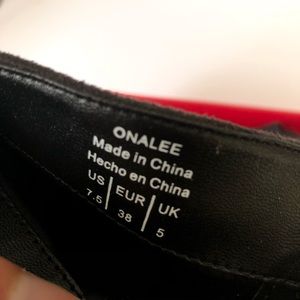 ONALEE
Made in China
Hecho en China
US | EUR | UK
7.5 | 38 | 5